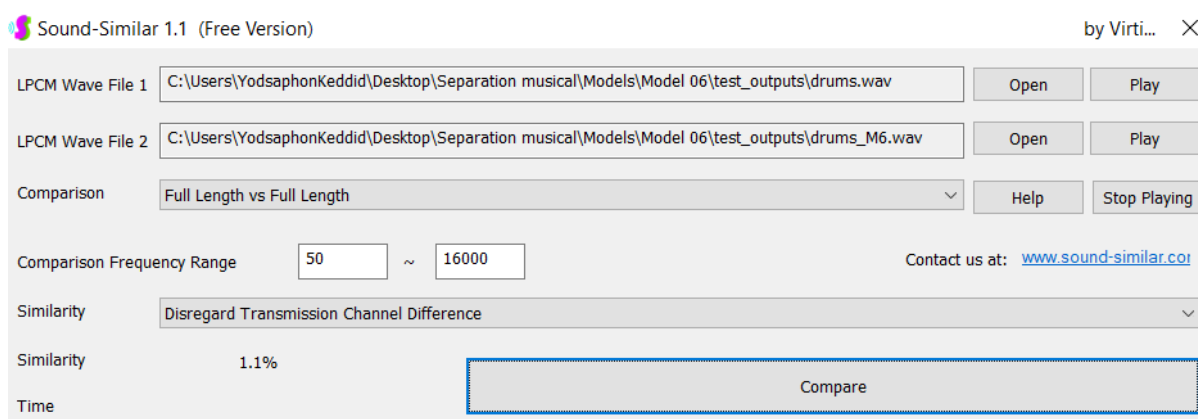 Sound-Similar 1.1 (Free Version) by Virti...
LPCM Wave File 1 C:\Users\YodsaphonKeddid\Desktop\Separation musical\Models\Model 06\test_outputs\drums.wav Open Play
LPCM Wave File 2 C:\Users\YodsaphonKeddid\Desktop\Separation musical\Models\Model 06\test_outputs\drums_M6.wav Open Play
Comparison Full Length vs Full Length Help Stop Playing
Comparison Frequency Range 50 ~ 16000 Contact us at: www.sound-similar.cor
Similarity Disregard Transmission Channel Difference
Similarity 1.1% Compare
Time